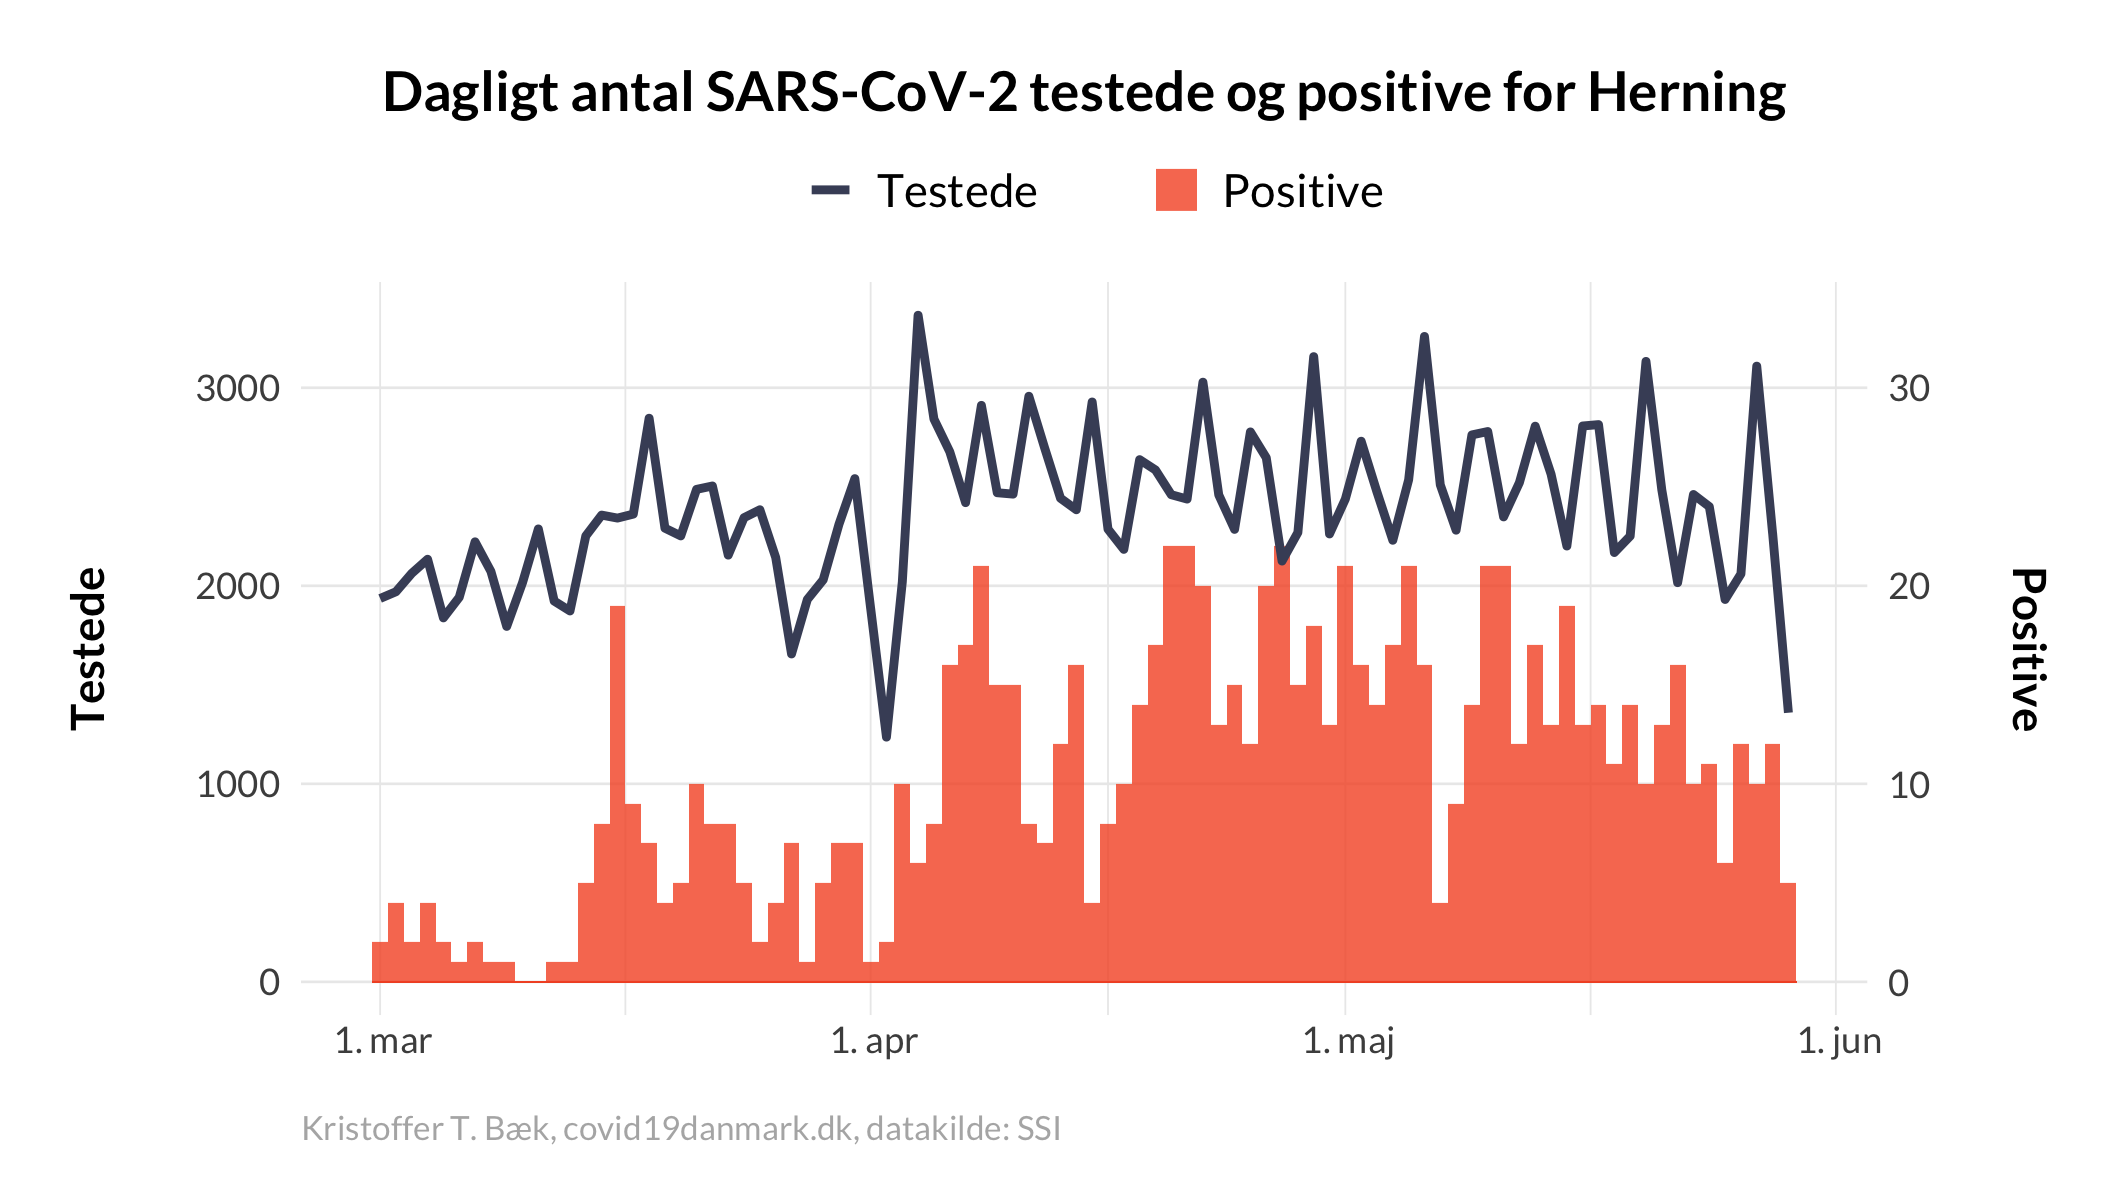 Dagligt antal SARS-CoV-2 testede og positive for Herning
Testede Positive
3000 30
2000 20
1000 10
0 0
Testede
Positive
1. mar 1. apr 1. maj 1. jun
Kristoffer T. Bæk, covid19danmark.dk, datakilde: SSI